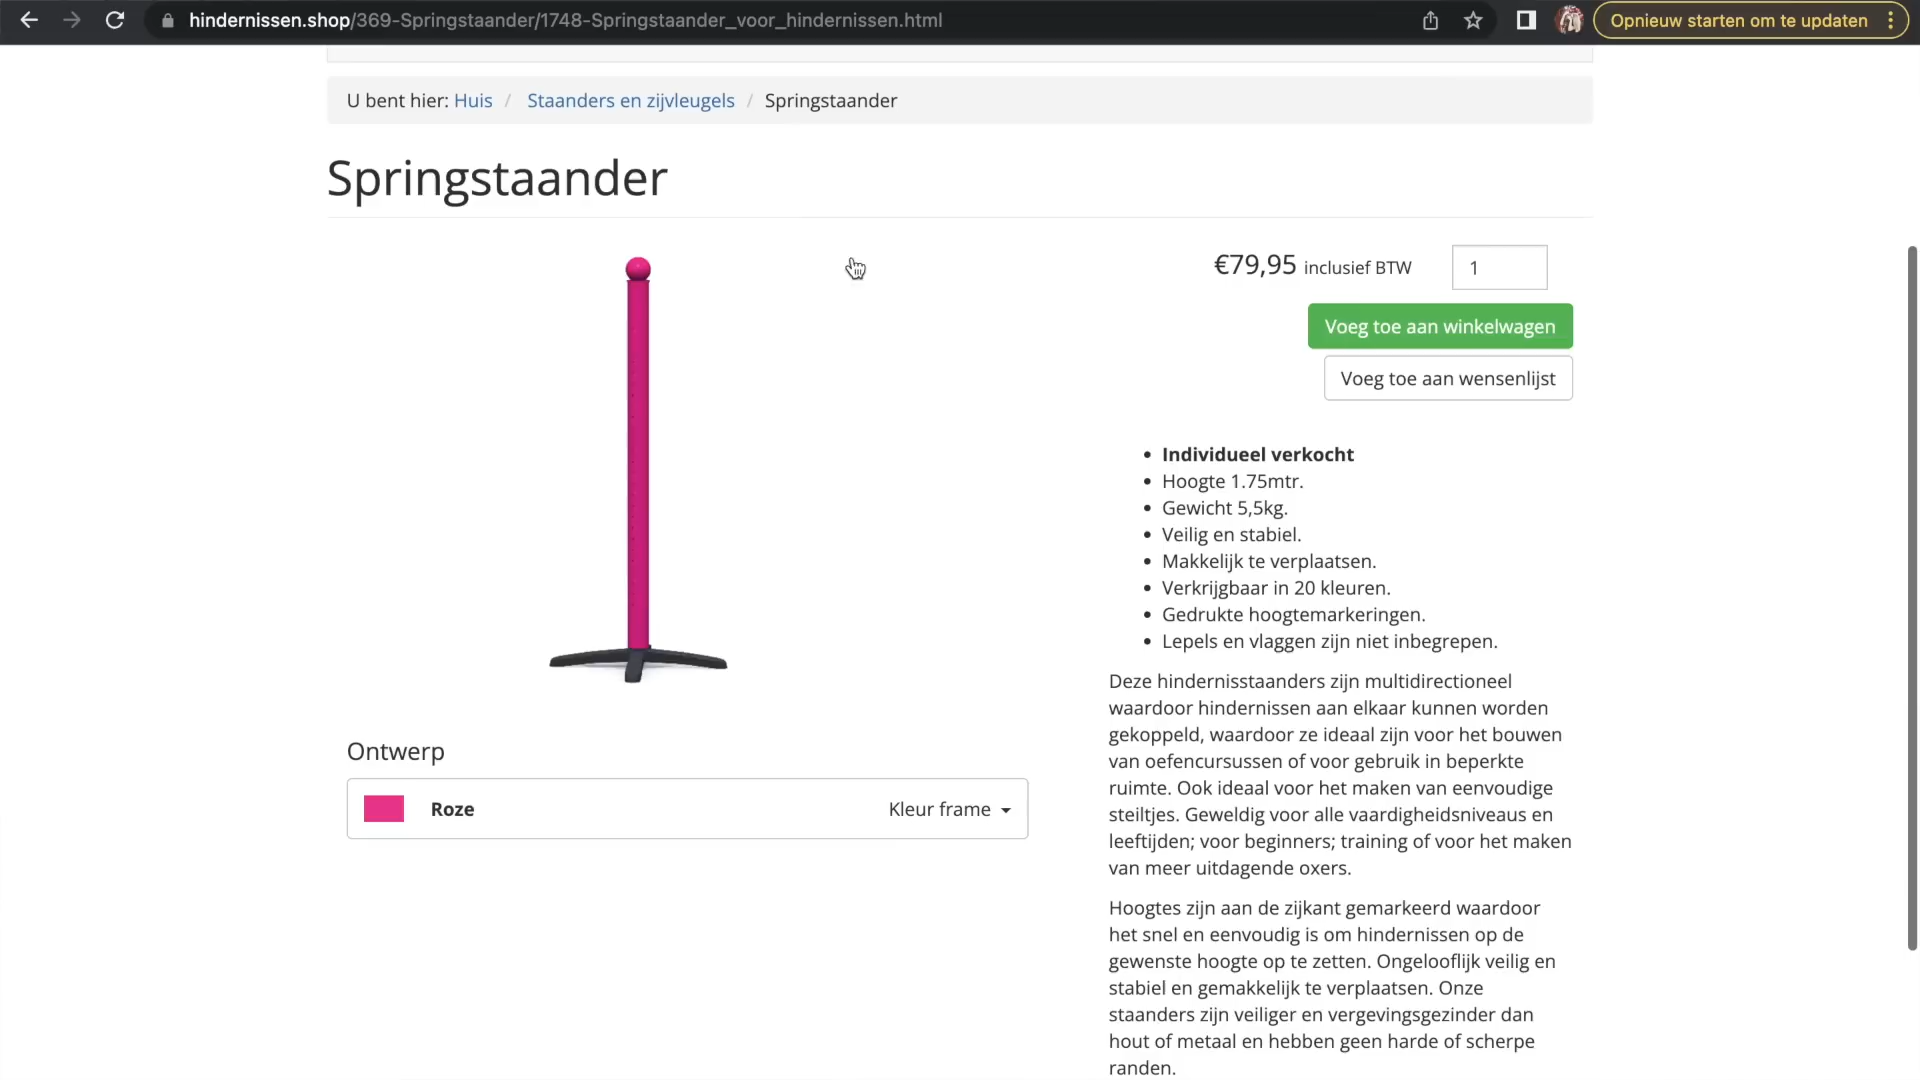 hindernissen.shop/369-Springstaander/1748-Springstaander_voor_hindernissen.html
Opnieuw starten om te updaten
U bent hier: Huis / Staanders en zijvleugels / Springstaander
Springstaander
€79,95 inclusief BTW 1
Voeg toe aan winkelwagen
Voeg toe aan wensenlijst
• Individueel verkocht
• Hoogte 1.75mtr.
• Gewicht 5,5kg.
• Veilig en stabiel.
• Makkelijk te verplaatsen.
• Verkrijgbaar in 20 kleuren.
• Gedrukte hoogtemarkeringen.
• Lepels en vlaggen zijn niet inbegrepen.
Deze hindernisstaanders zijn multidirectioneel
waardoor hindernissen aan elkaar kunnen worden
gekoppeld, waardoor ze ideaal zijn voor het bouwen
van oefencursussen of voor gebruik in beperkte
ruimte. Ook ideaal voor het maken van eenvoudige
steiltjes. Geweldig voor alle vaardigheidsniveaus en
leeftijden; voor beginners; training of voor het maken
van meer uitdagende oxers.
Hoogtes zijn aan de zijkant gemarkeerd waardoor
het snel en eenvoudig is om hindernissen op de
gewenste hoogte op te zetten. Ongelooflijk veilig en
stabiel en gemakkelijk te verplaatsen. Onze
staanders zijn veiliger en vergevingsgezinder dan
hout of metaal en hebben geen harde of scherpe
randen.
Ontwerp
Roze Kleur frame